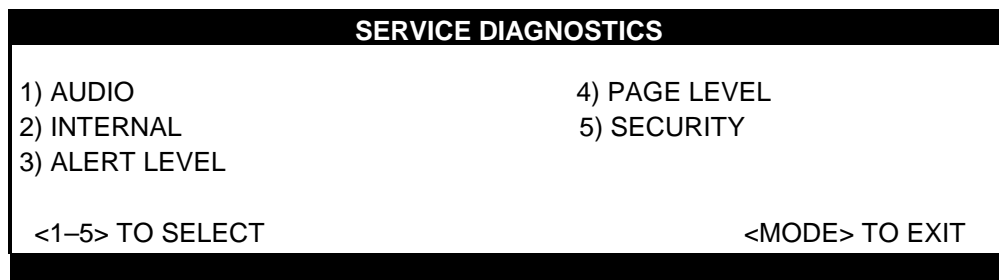 SERVICE DIAGNOSTICS
1) AUDIO 4) PAGE LEVEL
2) INTERNAL 5) SECURITY
3) ALERT LEVEL
<1–5> TO SELECT <MODE> TO EXIT